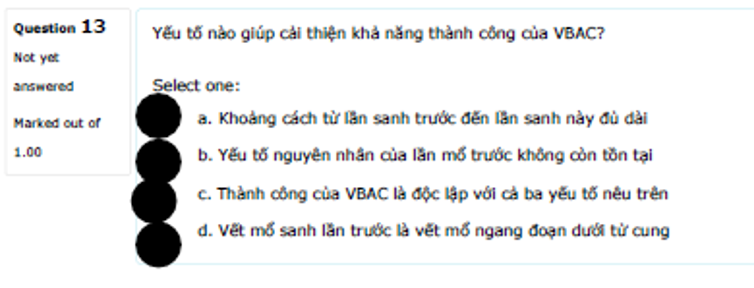 Question 13
Not yet
answered
Marked out of
1.00
Yếu tố nào giúp cải thiện khả năng thành công của VBAC?
Select one:
a. Khoảng cách từ lần sanh trước đến lần sanh này đủ dài
b. Yếu tố nguyên nhân của lần mổ trước không còn tồn tại
c. Thành công của VBAC là độc lập với cả ba yếu tố nêu trên
d. Vết mổ sanh lần trước là vết mổ ngang đoạn dưới tử cung